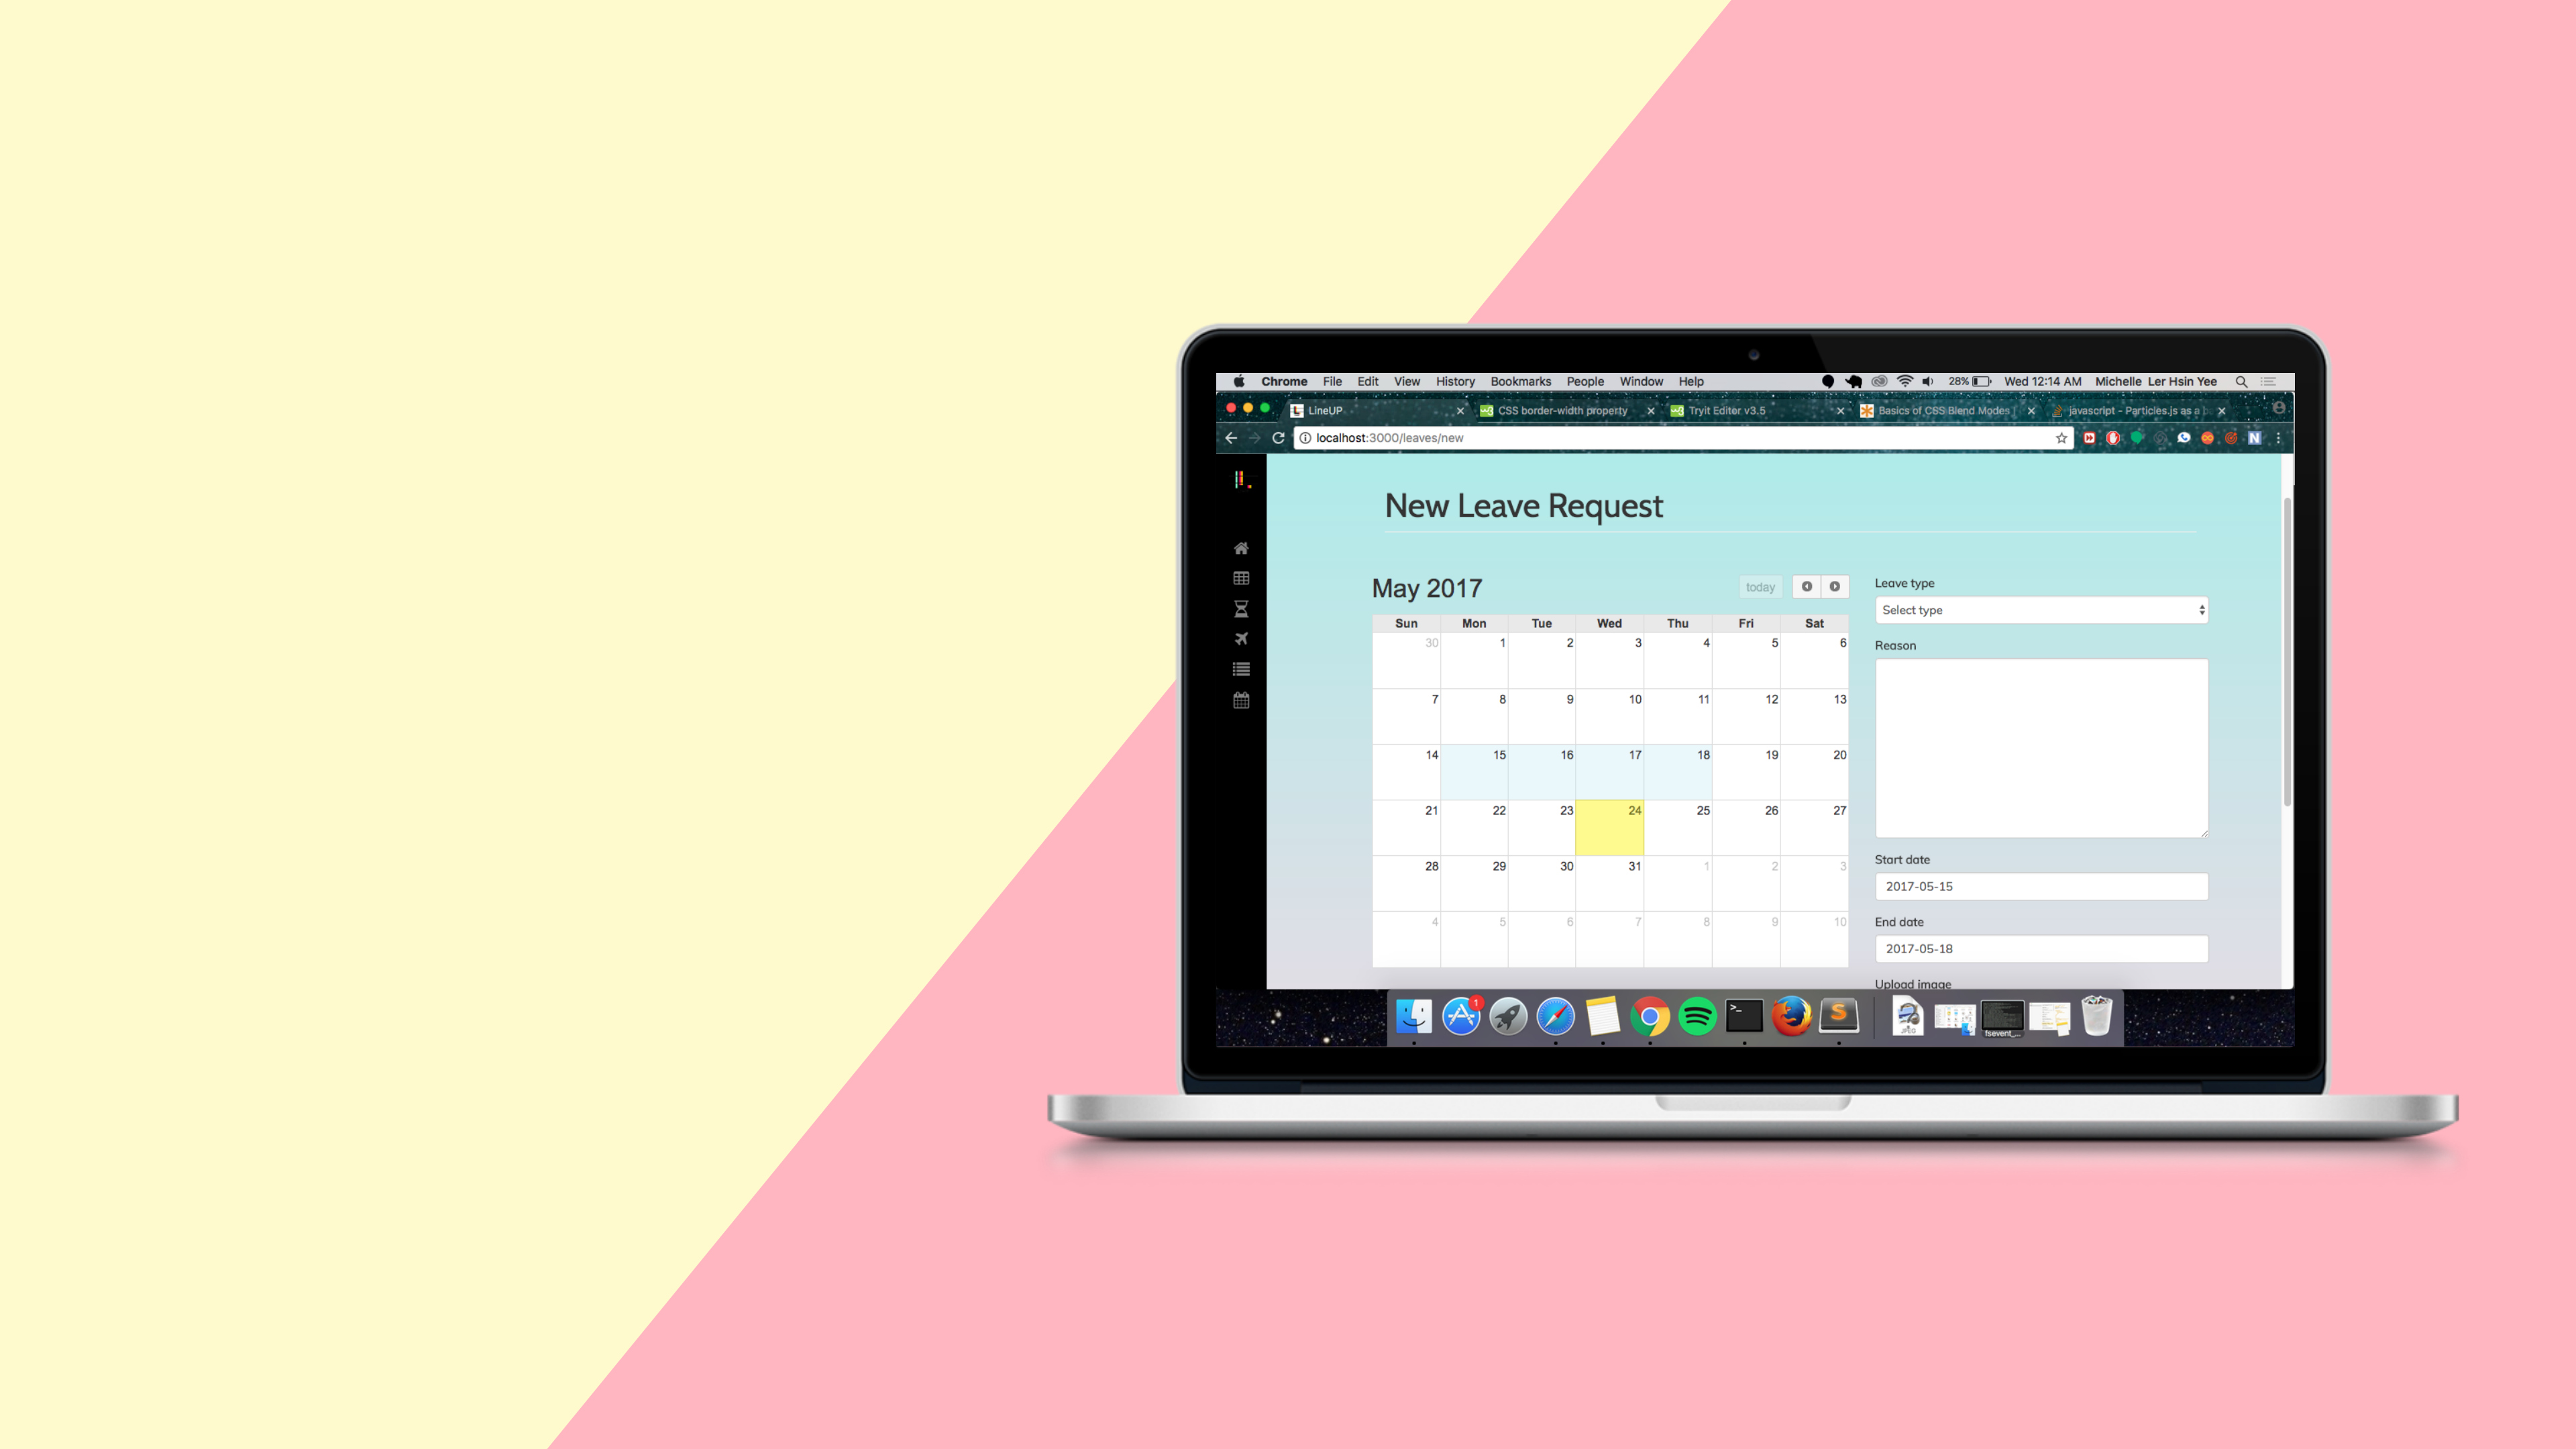 Chrome File Edit View History Bookmarks People Window Help 28% Wed 12:14 AM Michelle Ler Hsin Yee
LineUP CSS border-width property Tryit Editor v3.5 Basics of CSS Blend Modes javascript - Particles.js as a b
localhost:3000/leaves/new
New Leave Request
May 2017
today
Sun Mon Tue Wed Thu Fri Sat
30 1 2 3 4 5 6
7 8 9 10 11 12 13
14 15 16 17 18 19 20
21 22 23 24 25 26 27
28 29 30 31 1 2 3
4 5 6 7 8 9 10
Leave type
Select type
Reason
Start date
2017-05-15
End date
2017-05-18
Upload image
1
JPEG
fsevent_...